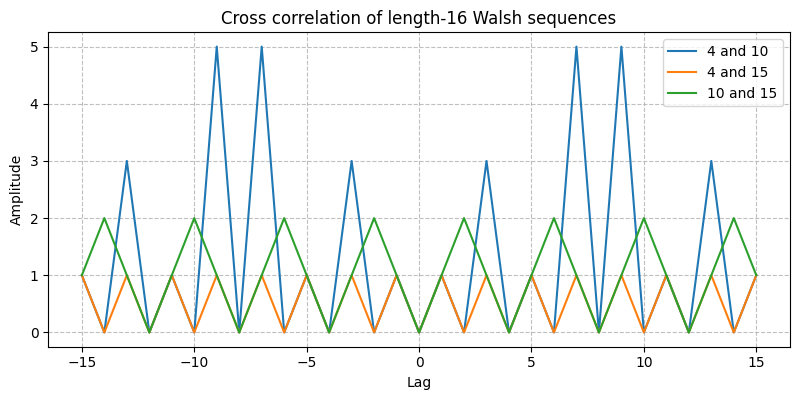 Cross correlation of length-16 Walsh sequences
5
4
3
2
1
0
Amplitude
4 and 10
4 and 15
10 and 15
−15
−10
−5
0
5
10
15
Lag